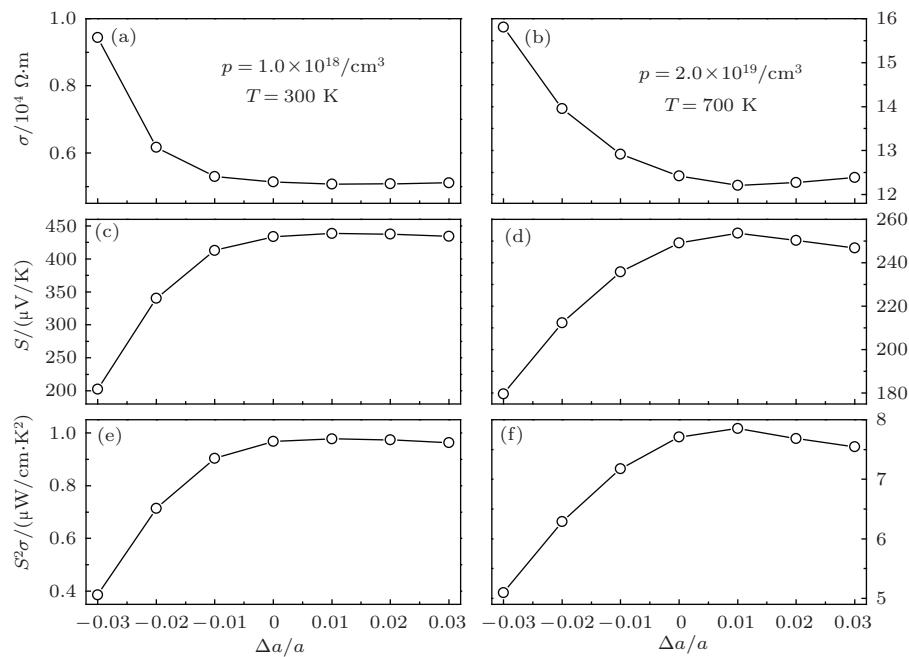 (a)
p = 1.0×10¹⁸/cm³
T = 300 K
σ/10⁴ Ω·m
1.0
0.8
0.6
(b)
p = 2.0×10¹⁹/cm³
T = 700 K
16
15
14
13
12
(c)
S/(μV/K)
450
400
350
300
250
200
(d)
260
240
220
200
180
(e)
S²σ/(μW/cm·K²)
1.0
0.8
0.6
0.4
(f)
8
7
6
5
−0.03 −0.02 −0.01 0 0.01 0.02 0.03
Δa/a
−0.03 −0.02 −0.01 0 0.01 0.02 0.03
Δa/a